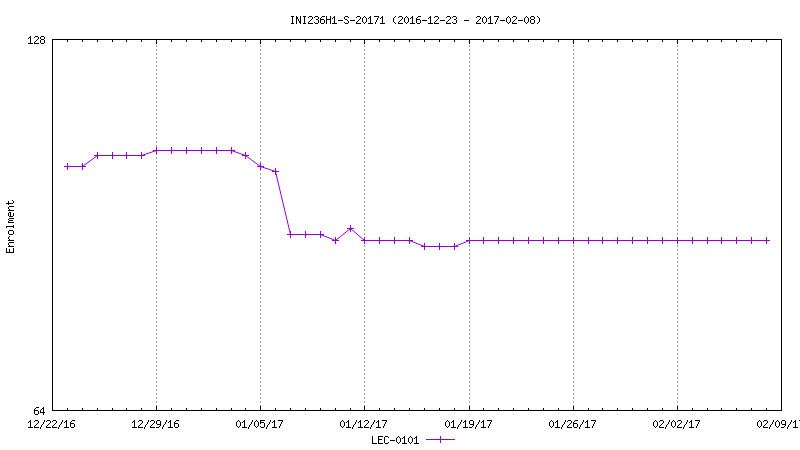 INI236H1-S-20171 (2016-12-23 - 2017-02-08)
128
Enrolment
64
12/22/16 12/29/16 01/05/17 01/12/17 01/19/17 01/26/17 02/02/17 02/09/17
LEC-0101